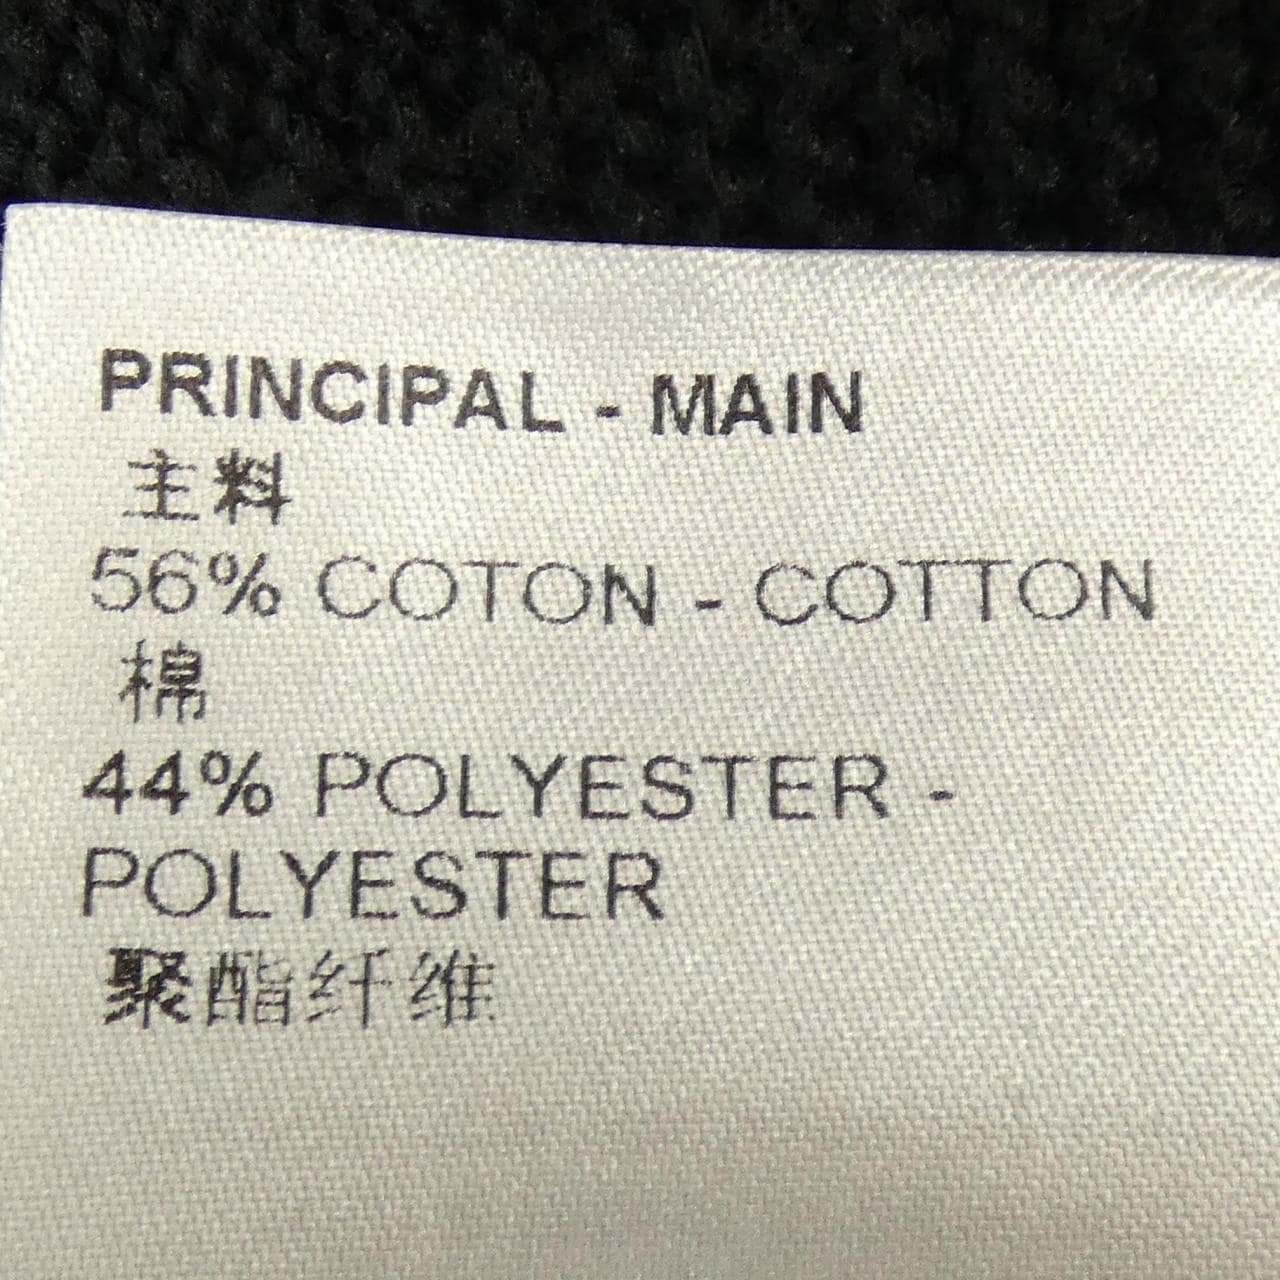 PRINCIPAL - MAIN
主料
56% COTON - COTTON
棉
44% POLYESTER -
POLYESTER
聚酯纤维